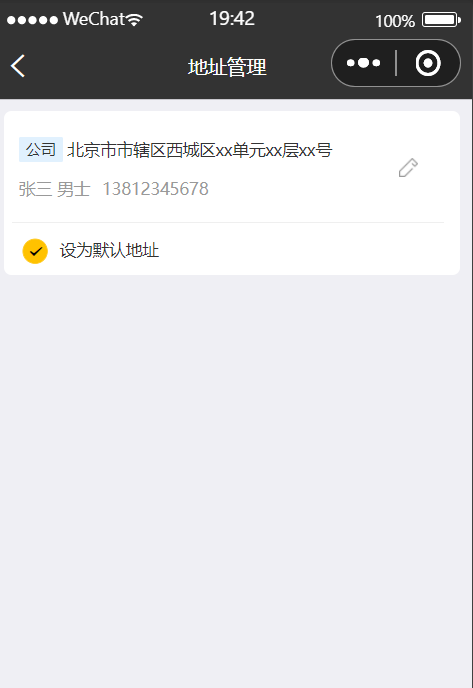 WeChat 19:42 100%
地址管理
公司 北京市市辖区西城区xx单元xx层xx号
张三 男士 13812345678
设为默认地址